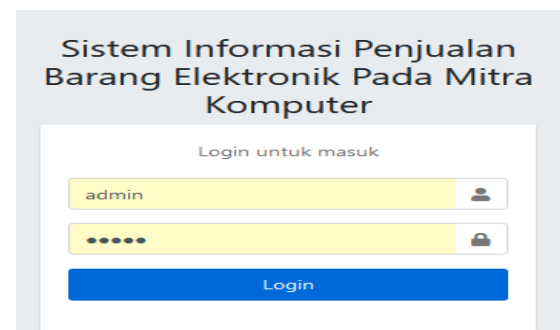 Sistem Informasi Penjualan
Barang Elektronik Pada Mitra
Komputer
Login untuk masuk
admin
•••••
Login